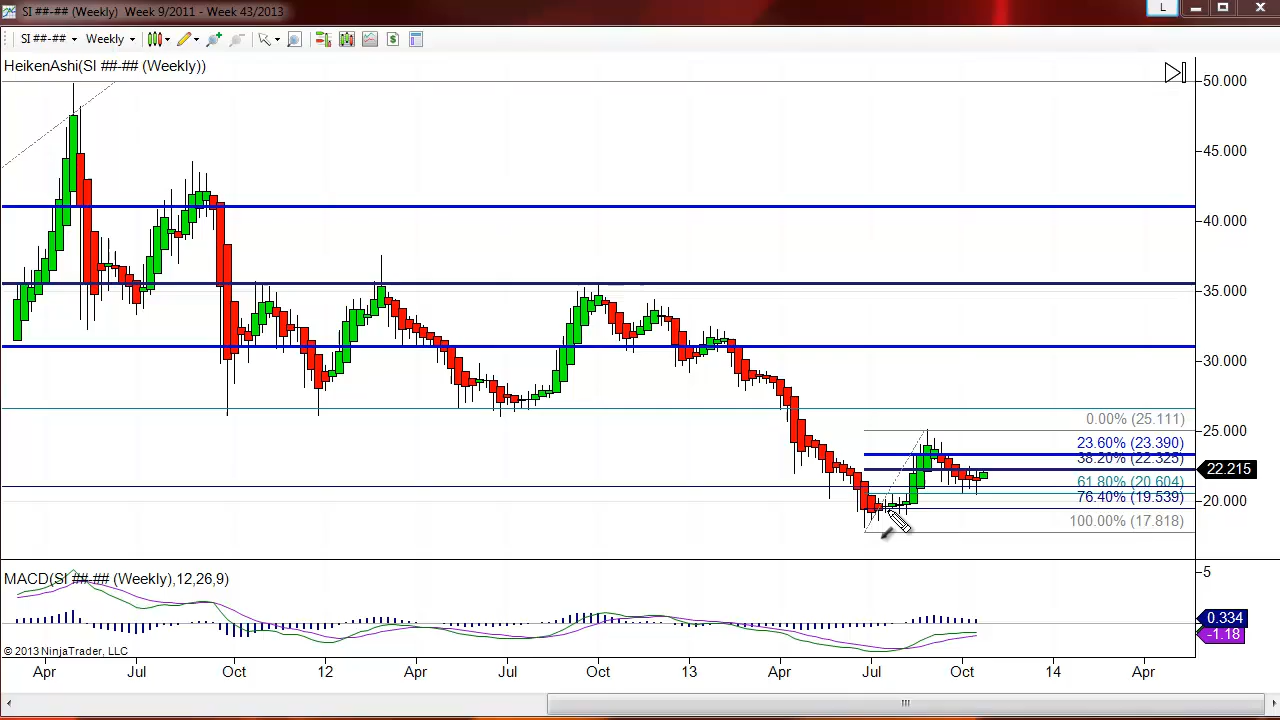 SI ##-## (Weekly) Week 9/2011 - Week 43/2013
L
SI ##-## Weekly
HeikenAshi(SI ##-## (Weekly))
50.000
45.000
40.000
35.000
30.000
25.000
22.215
20.000
0.00% (25.111)
23.60% (23.390)
38.20% (22.325)
61.80% (20.604)
76.40% (19.539)
100.00% (17.818)
MACD(SI ##-## (Weekly),12,26,9)
5
0.334
-1.18
© 2013 NinjaTrader, LLC
Apr Jul Oct 12 Apr Jul Oct 13 Apr Jul Oct 14 Apr